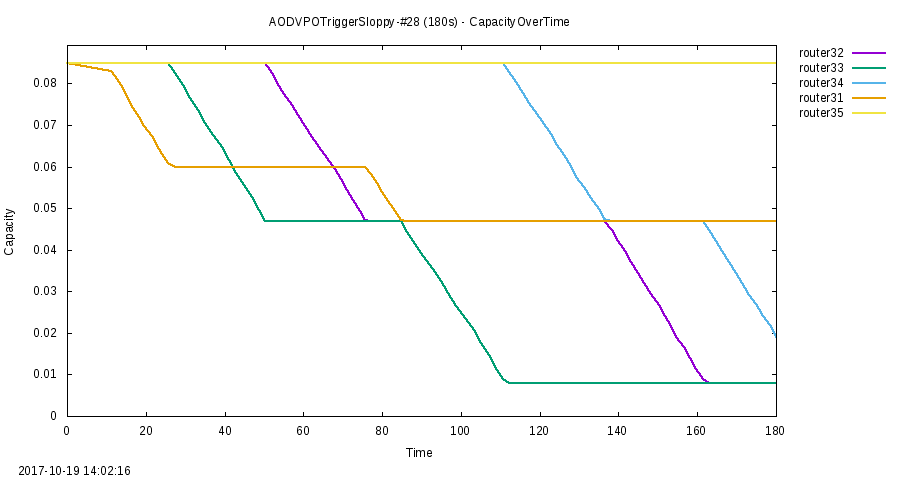 AODVPOTriggerSloppy-#28 (180s) - CapacityOverTime
router32
router33
router34
router31
router35
0.08
0.07
0.06
0.05
0.04
0.03
0.02
0.01
0
Capacity
0 20 40 60 80 100 120 140 160 180
Time
2017-10-19 14:02:16